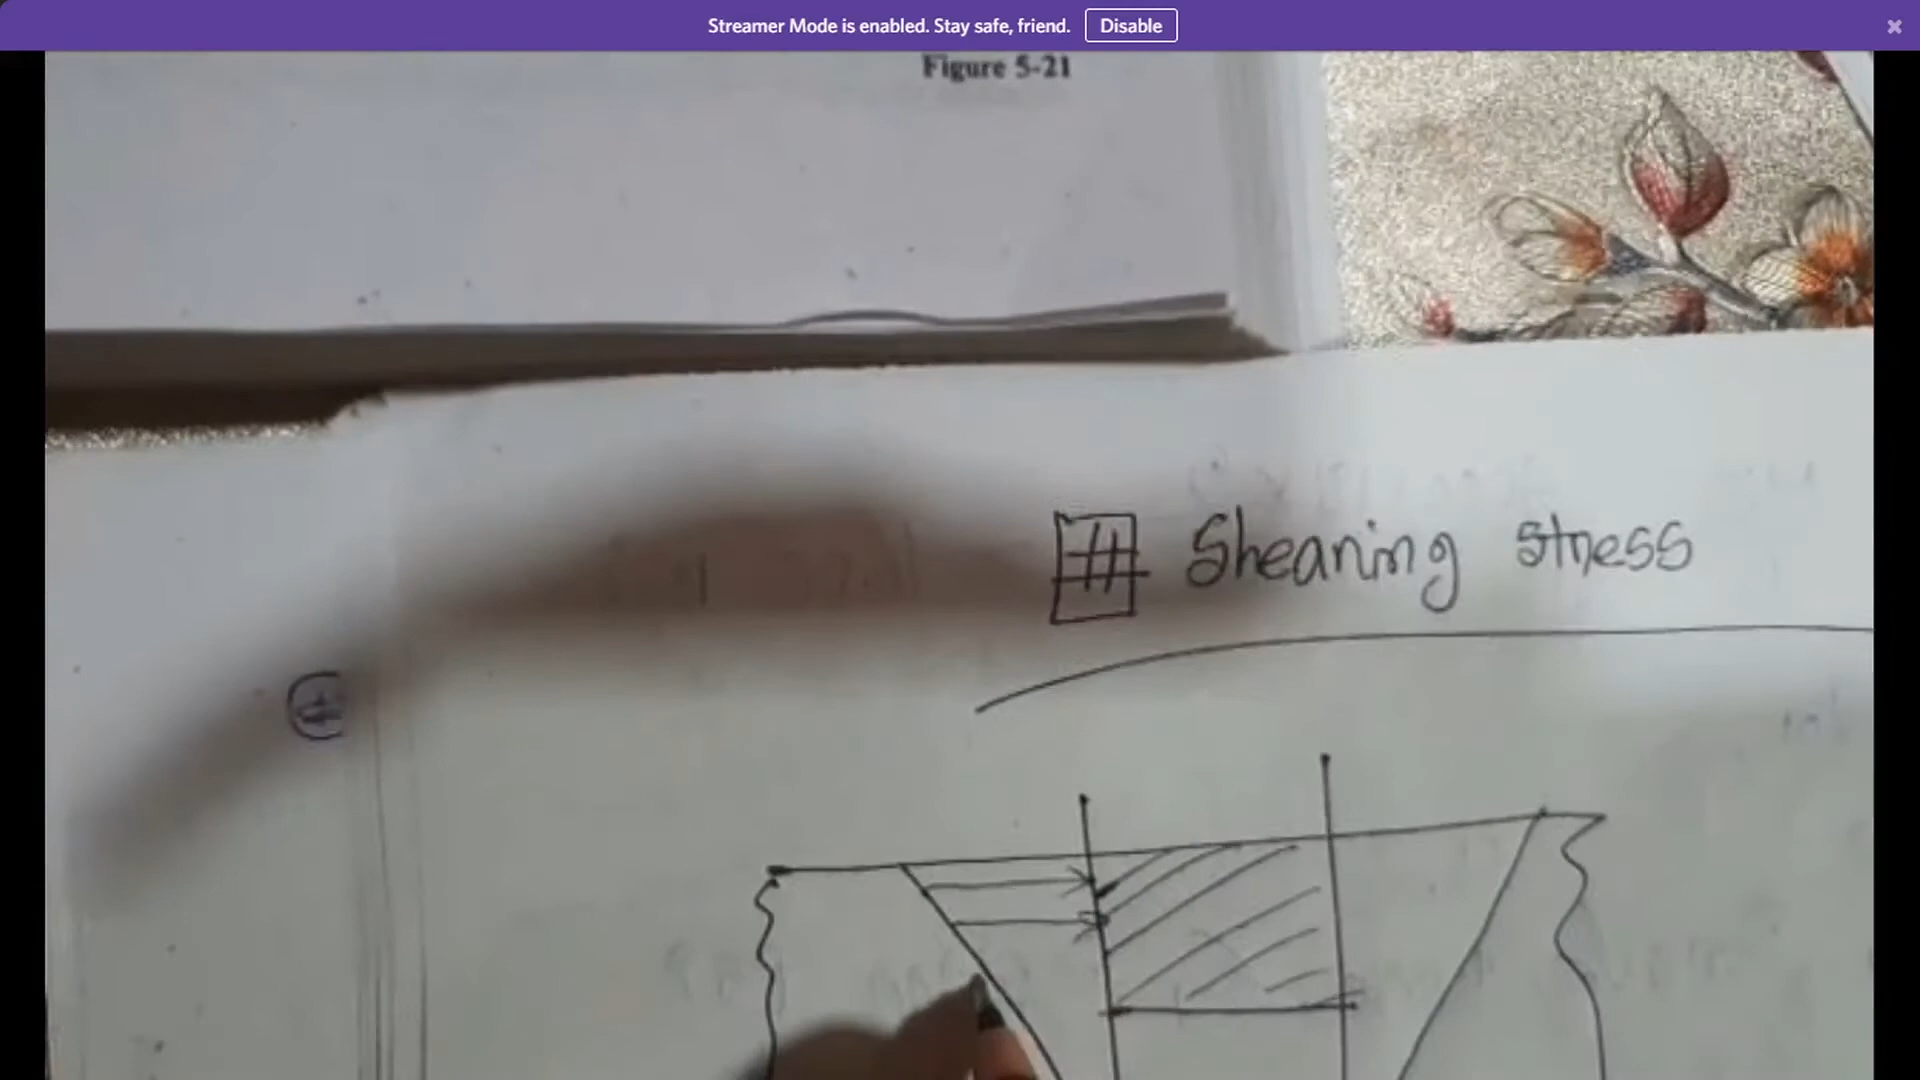 Streamer Mode is enabled. Stay safe, friend. Disable
Figure 5-21
# Shearing stress